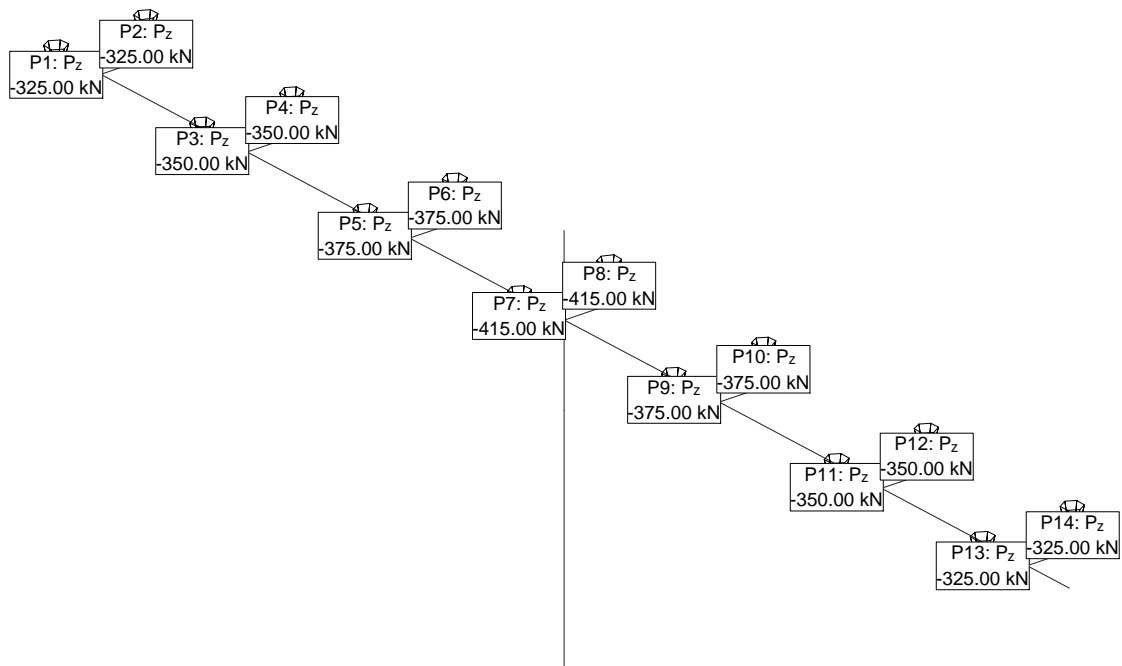 P2: Pz
-325.00 kN
P1: Pz
-325.00 kN
P4: Pz
-350.00 kN
P3: Pz
-350.00 kN
P6: Pz
-375.00 kN
P5: Pz
-375.00 kN
P8: Pz
-415.00 kN
P7: Pz
-415.00 kN
P10: Pz
-375.00 kN
P9: Pz
-375.00 kN
P12: Pz
-350.00 kN
P11: Pz
-350.00 kN
P14: Pz
-325.00 kN
P13: Pz
-325.00 kN